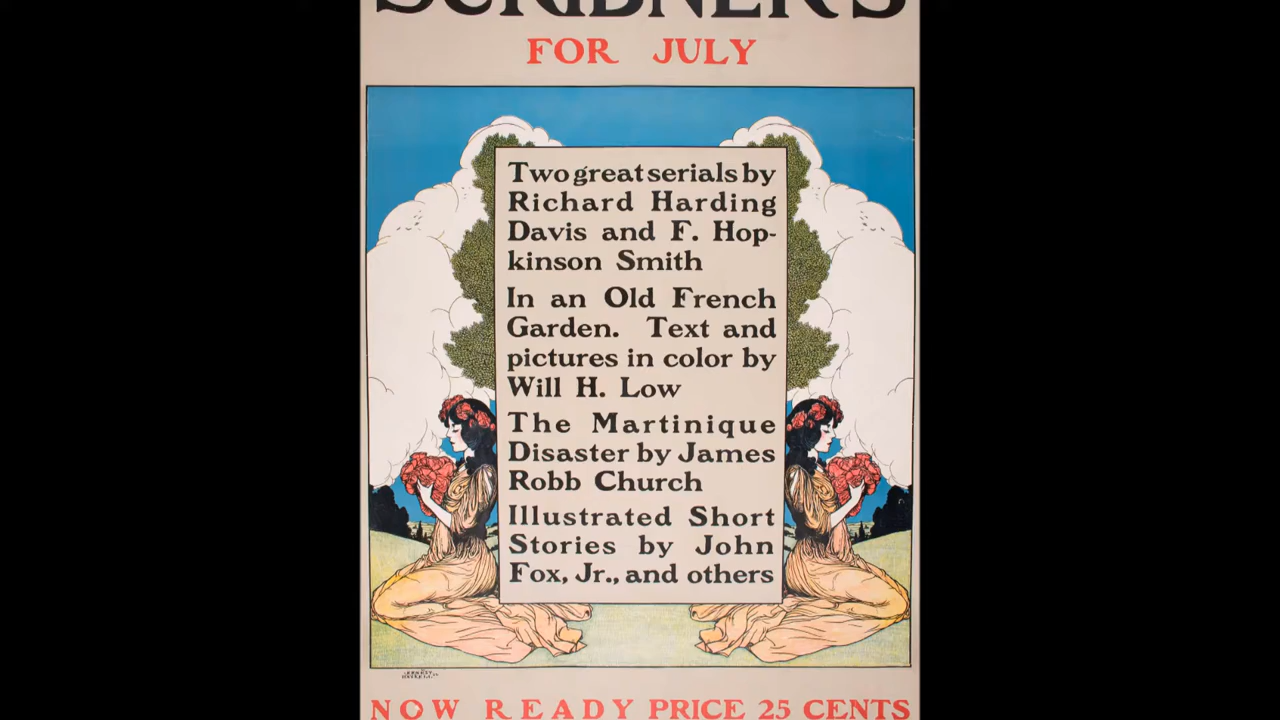 SCRIBNER'S
FOR JULY
Two great serials by
Richard Harding
Davis and F. Hop-
kinson Smith
In an Old French
Garden. Text and
pictures in color by
Will H. Low
The Martinique
Disaster by James
Robb Church
Illustrated Short
Stories by John
Fox, Jr., and others
NOW READY PRICE 25 CENTS